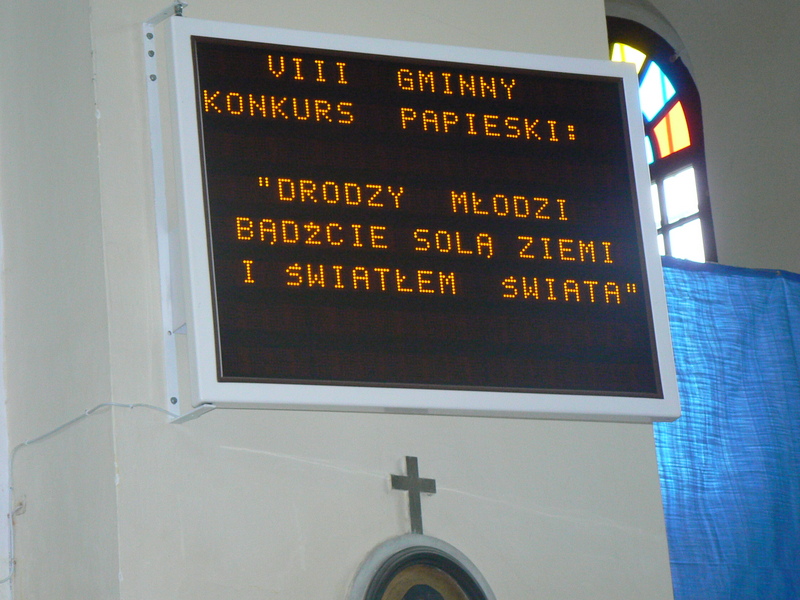 VIII GMINNY
KONKURS PAPIESKI:
"DRODZY MŁODZI
BĄDŹCIE SOLĄ ZIEMI
I ŚWIATŁEM ŚWIATA"